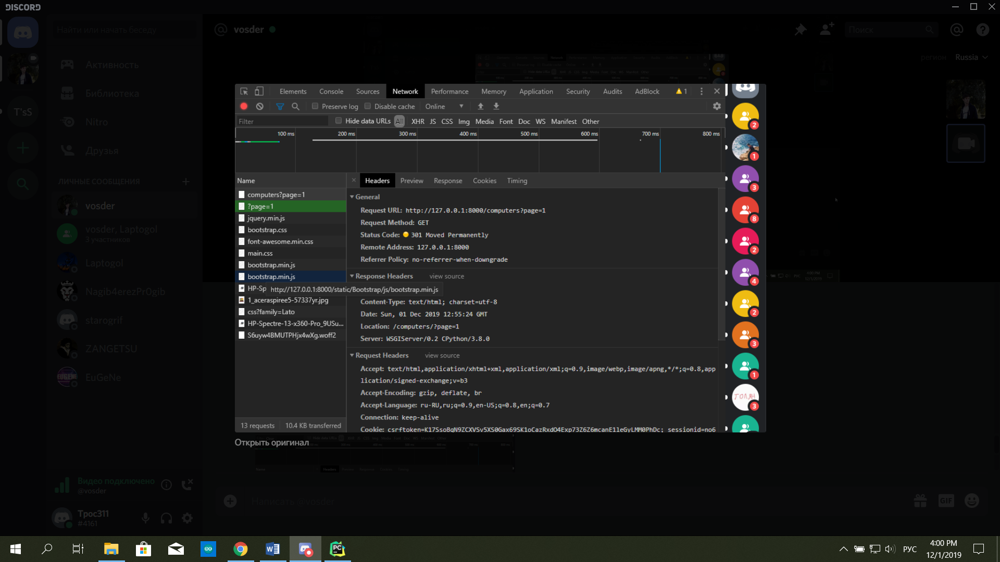 DISCORD
Найти или начать беседу
vosder
Поиск
Активность
регион Russia
Библиотека
T'sS
Nitro
Друзья
ЛИЧНЫЕ СООБЩЕНИЯ
vosder
vosder, Laptogol
3 участников
Laptogol
Nagib4erezPr0gib
starogrif
ZANGETSU
EuGeNe
Видео подключено
@vosder
Трос311
#4161
Elements Console Sources Network Performance Memory Application Security Audits AdBlock 1
Preserve log Disable cache Online
Filter Hide data URLs All XHR JS CSS Img Media Font Doc WS Manifest Other
100 ms 200 ms 300 ms 400 ms 500 ms 600 ms 700 ms 800 ms
Name
computers?page=1
?page=1
jquery.min.js
bootstrap.css
font-awesome.min.css
main.css
bootstrap.min.js
bootstrap.min.js
HP-Sp
http://127.0.0.1:8000/static/Bootstrap/js/bootstrap.min.js
1_aceraspiree5-57337yr.jpg
css?family=Lato
HP-Spectre-13-x360-Pro_9USu...
S6uyw4BMUTPHjx4wXg.woff2
13 requests 10.4 KB transferred
Headers Preview Response Cookies Timing
General
Request URL: http://127.0.0.1:8000/computers?page=1
Request Method: GET
Status Code: 301 Moved Permanently
Remote Address: 127.0.0.1:8000
Referrer Policy: no-referrer-when-downgrade
Response Headers view source
Content-Type: text/html; charset=utf-8
Date: Sun, 01 Dec 2019 12:55:24 GMT
Location: /computers/?page=1
Server: WSGIServer/0.2 CPython/3.8.0
Request Headers view source
Accept: text/html,application/xhtml+xml,application/xml;q=0.9,image/webp,image/apng,*/*;q=0.8,app
lication/signed-exchange;v=b3
Accept-Encoding: gzip, deflate, br
Accept-Language: ru-RU,ru;q=0.9,en-US;q=0.8,en;q=0.7
Connection: keep-alive
Cookie: csrftoken=K17SsoBqN9ZCXVSv5XS0Gax69SK1oCazRxdO4Exp73Z6Z6mcanE1leGyLMM0PhDc; sessionid=no6
2
1
3
8
2
4
2
3
1
ТОЛЯН
3
Открыть оригинал
Написать @vosder
GIF
РУС
4:00 PM
12/1/2019